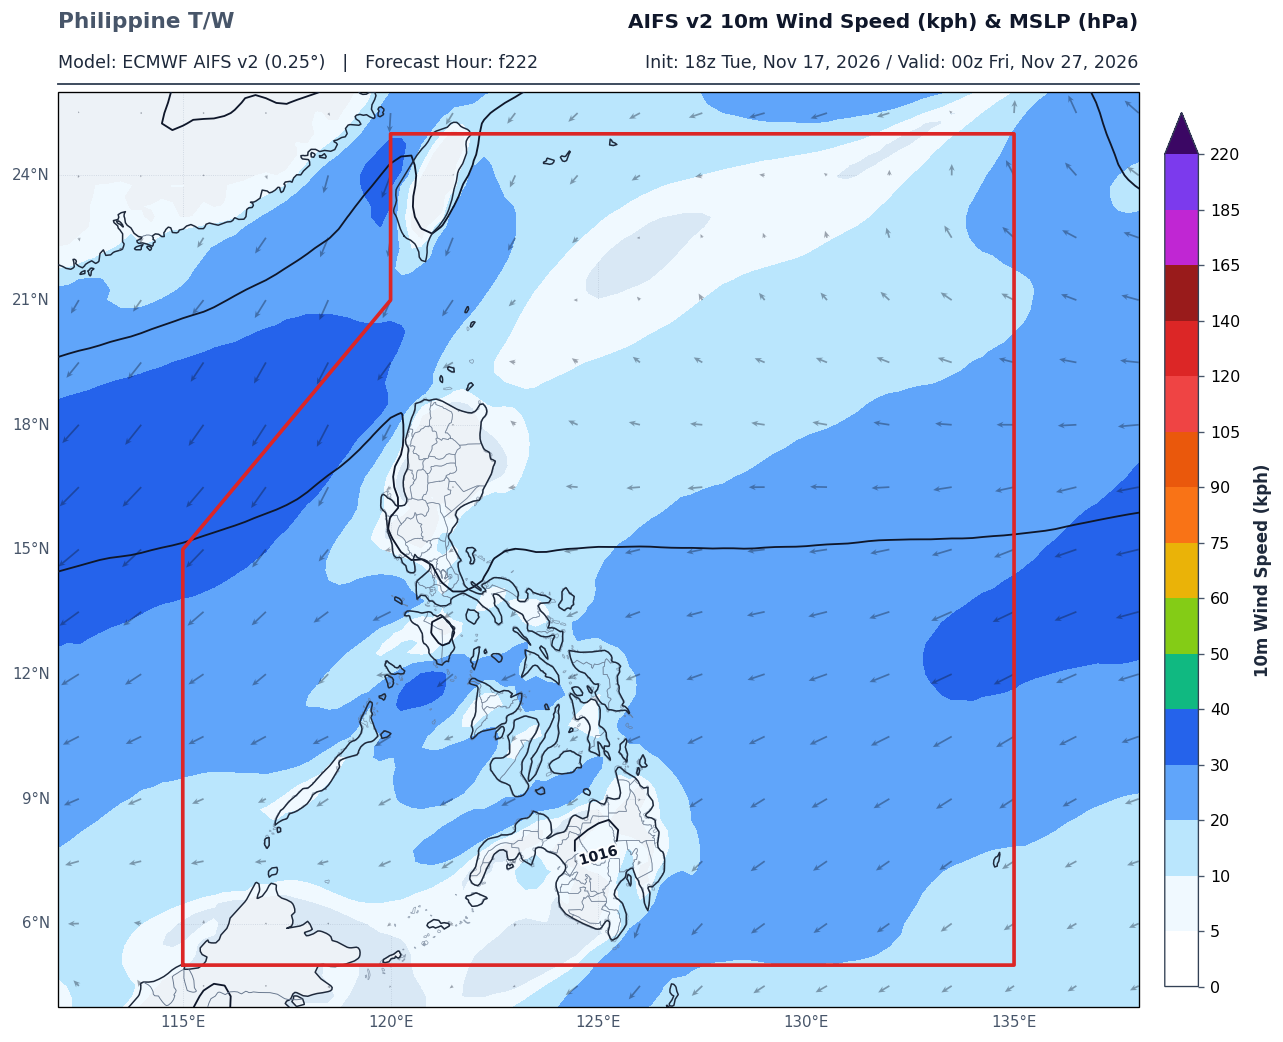 Philippine T/W
AIFS v2 10m Wind Speed (kph) & MSLP (hPa)
Model: ECMWF AIFS v2 (0.25°) | Forecast Hour: f222
Init: 18z Tue, Nov 17, 2026 / Valid: 00z Fri, Nov 27, 2026
24°N
21°N
18°N
15°N
12°N
9°N
6°N
115°E
120°E
125°E
130°E
135°E
1016
220
185
165
140
120
105
90
75
60
50
40
30
20
10
5
0
10m Wind Speed (kph)